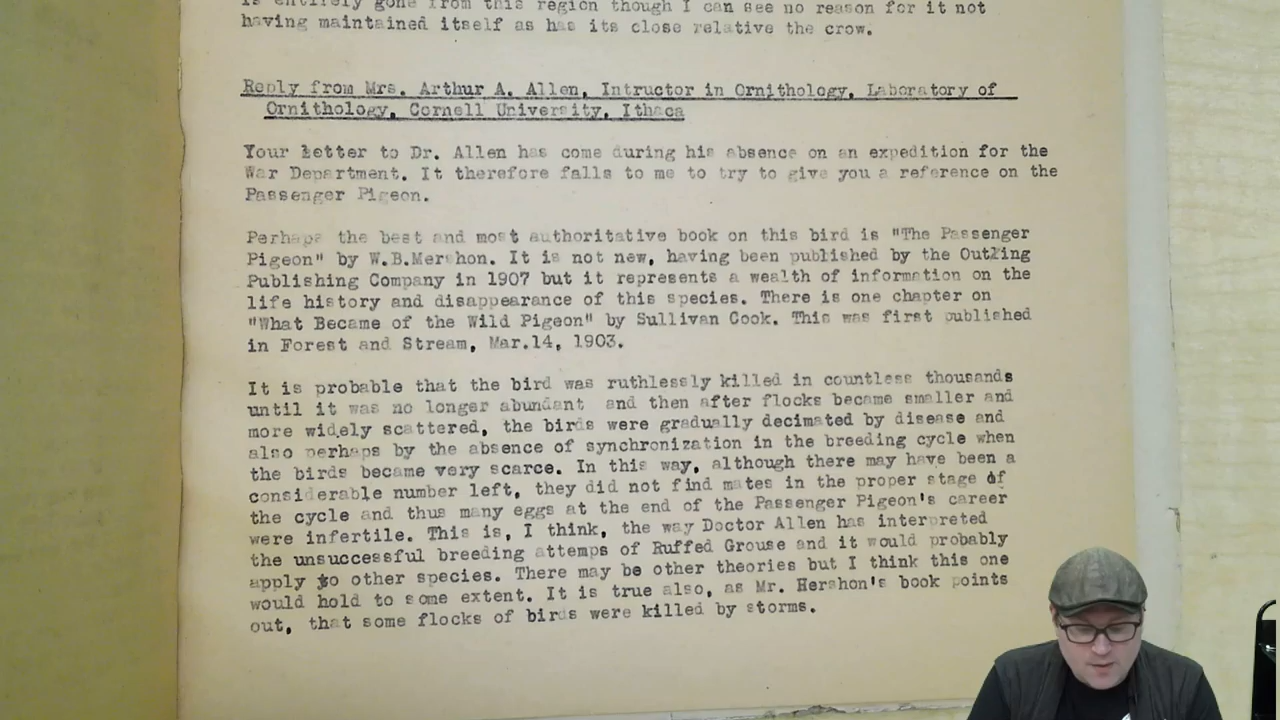 is entirely gone from this region though I can see no reason for it not
having maintained itself as has its close relative the crow.
Reply from Mrs. Arthur A. Allen, Intructor in Ornithology, Laboratory of
Ornithology, Cornell University, Ithaca
Your letter to Dr. Allen has come during his absence on an expedition for the
War Department. It therefore falls to me to try to give you a reference on the
Passenger Pigeon.
Perhaps the best and most authoritative book on this bird is "The Passenger
Pigeon" by W.B.Mershon. It is not new, having been published by the Outing
Publishing Company in 1907 but it represents a wealth of information on the
life history and disappearance of this species. There is one chapter on
"What Became of the Wild Pigeon" by Sullivan Cook. This was first published
in Forest and Stream, Mar.14, 1903.
It is probable that the bird was ruthlessly killed in countless thousands
until it was no longer abundant and then after flocks became smaller and
more widely scattered, the birds were gradually decimated by disease and
also perhaps by the absence of synchronization in the breeding cycle when
the birds became very scarce. In this way, although there may have been a
considerable number left, they did not find mates in the proper stage of
the cycle and thus many eggs at the end of the Passenger Pigeon's career
were infertile. This is, I think, the way Doctor Allen has interpreted
the unsuccessful breeding attemps of Ruffed Grouse and it would probably
apply to other species. There may be other theories but I think this one
would hold to some extent. It is true also, as Mr. Hershon's book points
out, that some flocks of birds were killed by storms.